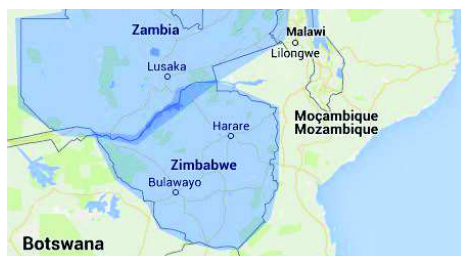 Zambia
Malawi
Lilongwe
Lusaka
Moçambique
Mozambique
Harare
Zimbabwe
Bulawayo
Botswana